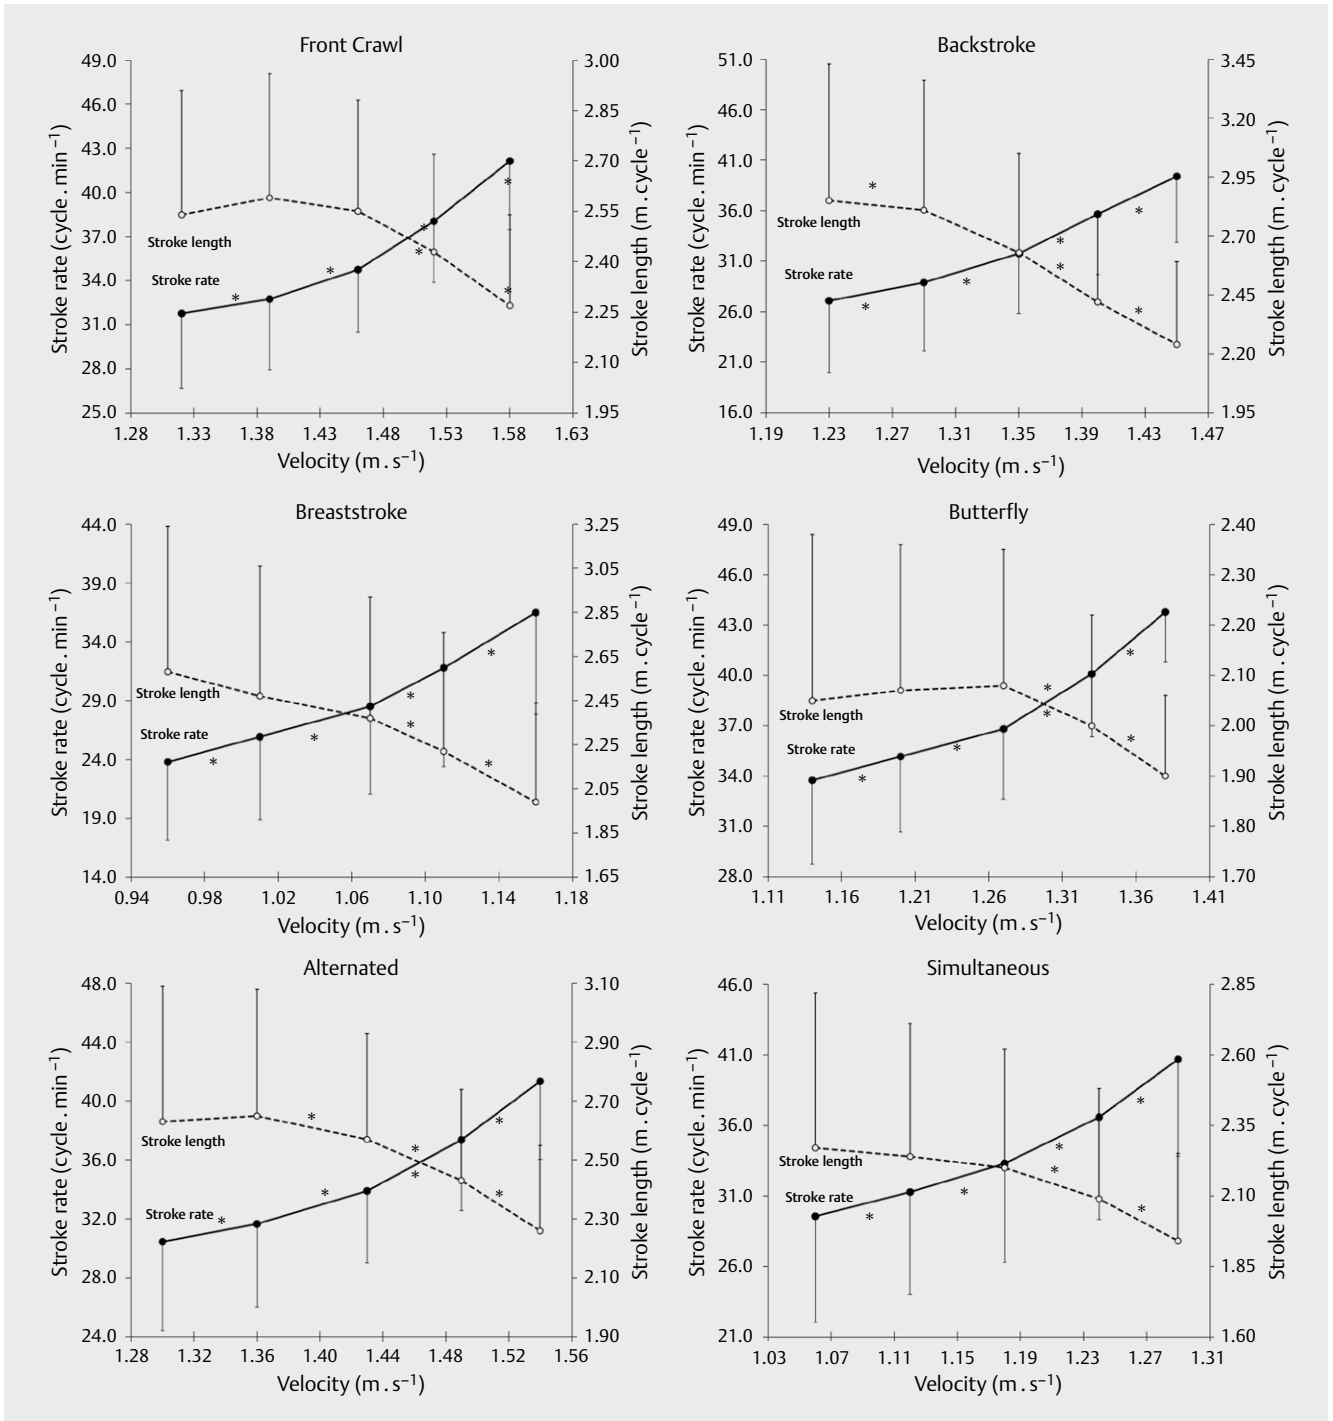 Front Crawl
49.0
46.0
43.0
40.0
37.0
34.0
31.0
28.0
25.0
Stroke rate (cycle . min⁻¹)
3.00
2.85
2.70
2.55
2.40
2.25
2.10
1.95
Stroke length (m . cycle⁻¹)
Stroke length
Stroke rate
* * * * * * *
1.28 1.33 1.38 1.43 1.48 1.53 1.58 1.63
Velocity (m . s⁻¹)
Backstroke
51.0
46.0
41.0
36.0
31.0
26.0
21.0
16.0
Stroke rate (cycle . min⁻¹)
3.45
3.20
2.95
2.70
2.45
2.20
1.95
Stroke length (m . cycle⁻¹)
Stroke length
Stroke rate
* * * * * * *
1.19 1.23 1.27 1.31 1.35 1.39 1.43 1.47
Velocity (m . s⁻¹)
Breaststroke
44.0
39.0
34.0
29.0
24.0
19.0
14.0
Stroke rate (cycle . min⁻¹)
3.25
3.05
2.85
2.65
2.45
2.25
2.05
1.85
1.65
Stroke length (m . cycle⁻¹)
Stroke length
Stroke rate
* * * * * *
0.94 0.98 1.02 1.06 1.10 1.14 1.18
Velocity (m . s⁻¹)
Butterfly
49.0
46.0
43.0
40.0
37.0
34.0
31.0
28.0
Stroke rate (cycle . min⁻¹)
2.40
2.30
2.20
2.10
2.00
1.90
1.80
1.70
Stroke length (m . cycle⁻¹)
Stroke length
Stroke rate
* * * * * *
1.11 1.16 1.21 1.26 1.31 1.36 1.41
Velocity (m . s⁻¹)
Alternated
48.0
44.0
40.0
36.0
32.0
28.0
24.0
Stroke rate (cycle . min⁻¹)
3.10
2.90
2.70
2.50
2.30
2.10
1.90
Stroke length (m . cycle⁻¹)
Stroke length
Stroke rate
* * * * * * *
1.28 1.32 1.36 1.40 1.44 1.48 1.52 1.56
Velocity (m . s⁻¹)
Simultaneous
46.0
41.0
36.0
31.0
26.0
21.0
Stroke rate (cycle . min⁻¹)
2.85
2.60
2.35
2.10
1.85
1.60
Stroke length (m . cycle⁻¹)
Stroke length
Stroke rate
* * * * * *
1.03 1.07 1.11 1.15 1.19 1.23 1.27 1.31
Velocity (m . s⁻¹)